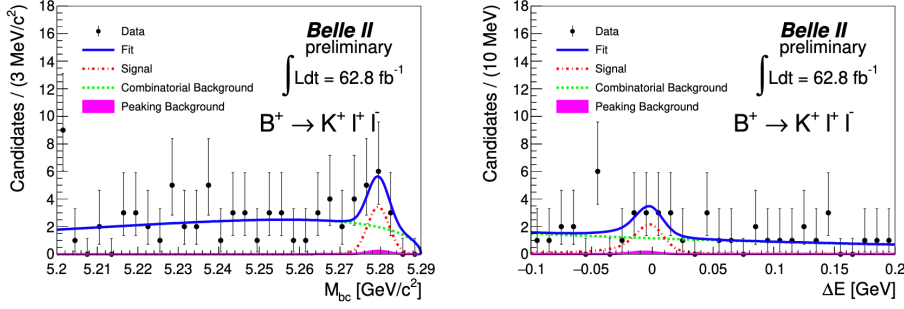 Candidates / (3 MeV/c²)
18
16
14
12
10
8
6
4
2
0
Data
Fit
Signal
Combinatorial Background
Peaking Background
Belle II
preliminary
∫ Ldt = 62.8 fb⁻¹
B⁺ → K⁺ l⁺ l⁻
5.2 5.21 5.22 5.23 5.24 5.25 5.26 5.27 5.28 5.29
M_bc [GeV/c²]
Candidates / (10 MeV)
18
16
14
12
10
8
6
4
2
0
Data
Fit
Signal
Combinatorial Background
Peaking Background
Belle II
preliminary
∫ Ldt = 62.8 fb⁻¹
B⁺ → K⁺ l⁺ l⁻
−0.1 −0.05 0 0.05 0.1 0.15 0.2
ΔE [GeV]